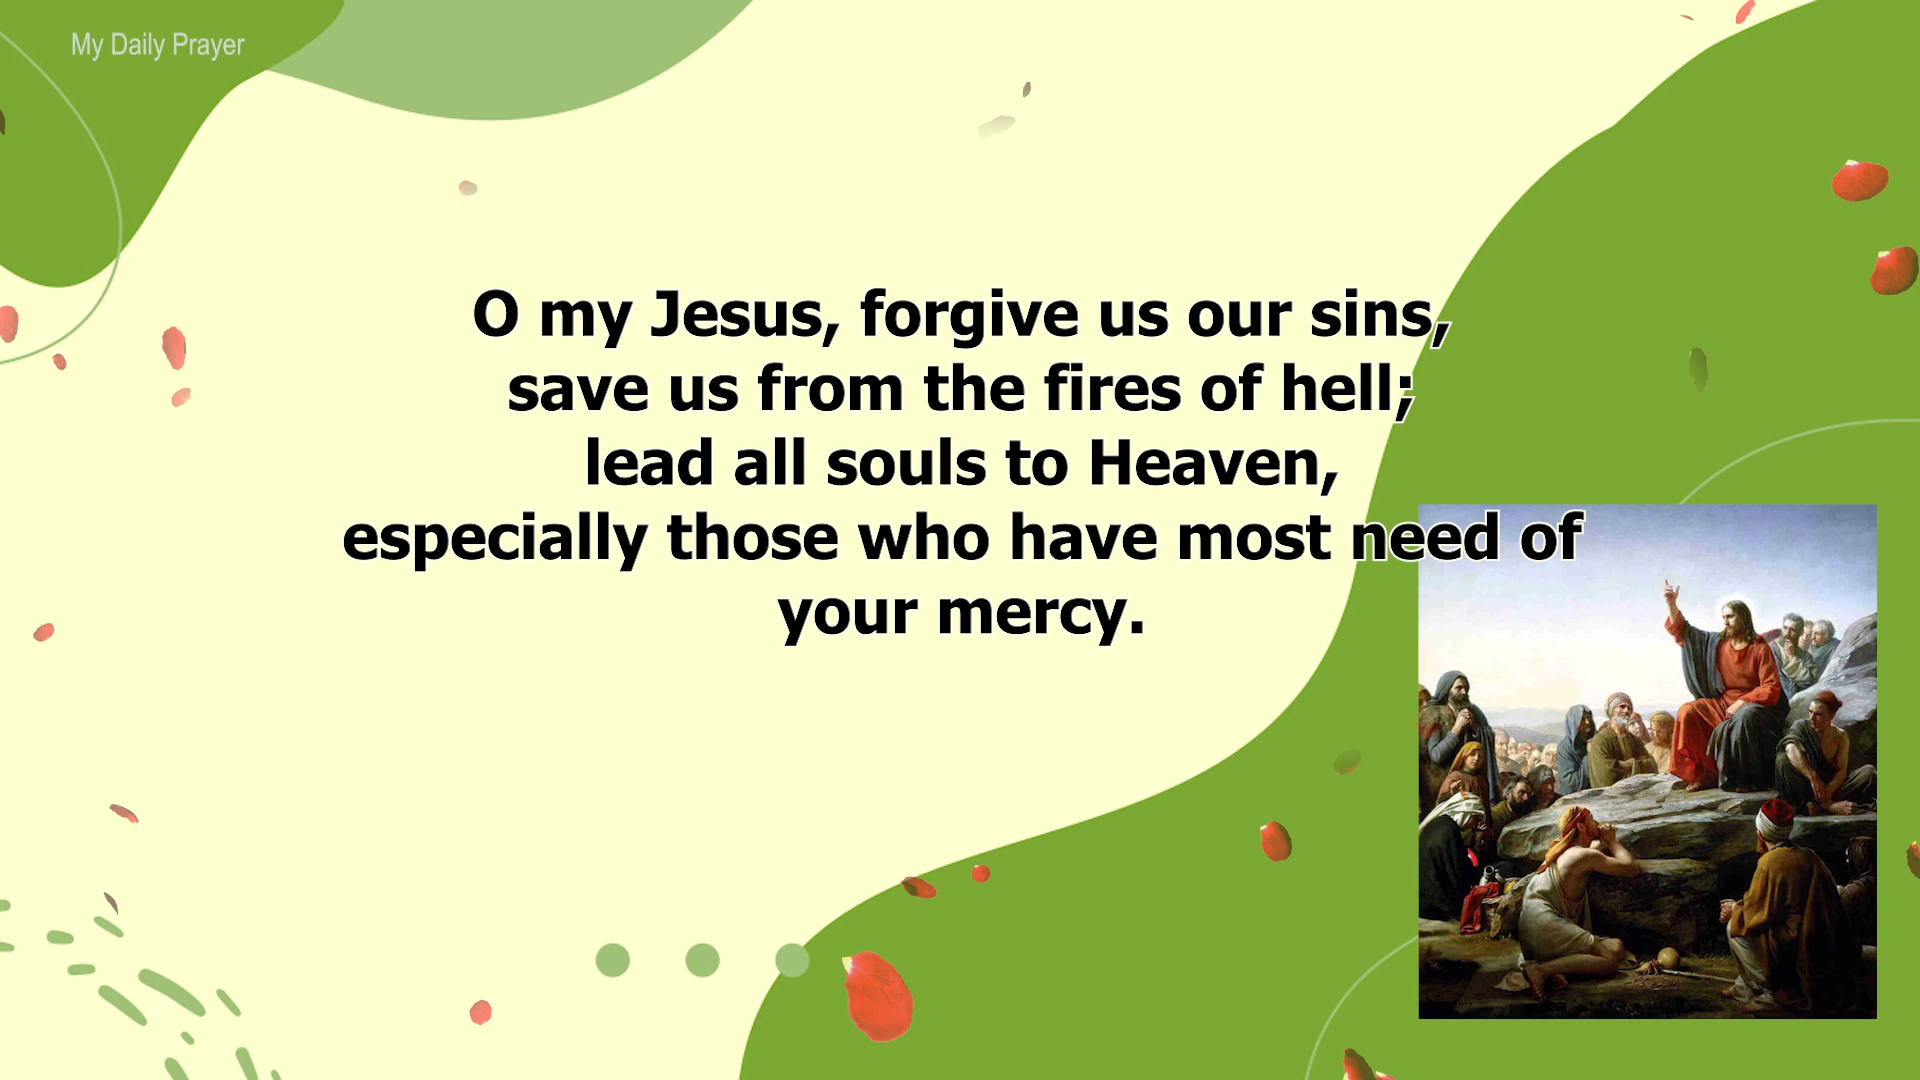 My Daily Prayer
O my Jesus, forgive us our sins,
save us from the fires of hell;
lead all souls to Heaven,
especially those who have most need of
your mercy.